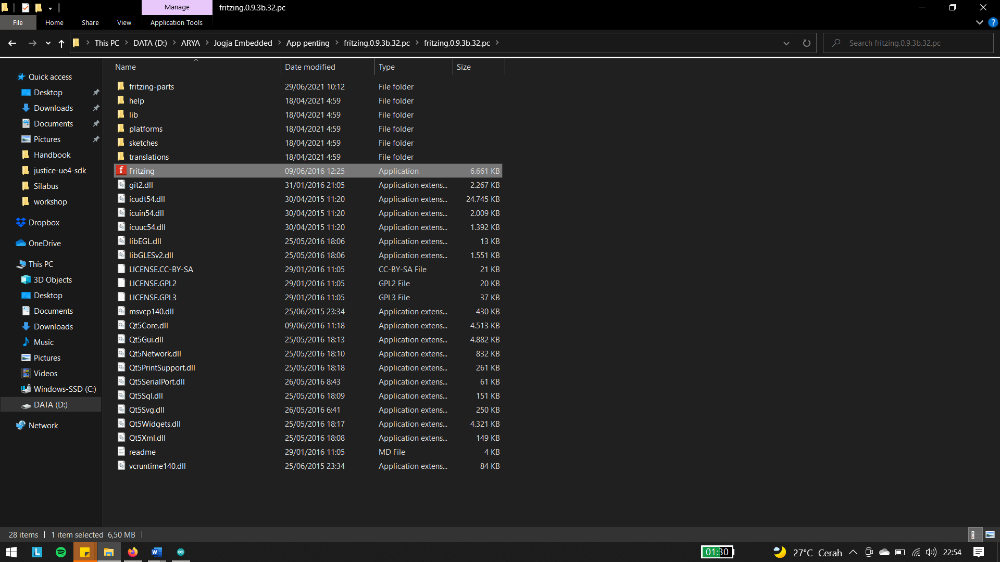 Manage
fritzing.0.9.3b.32.pc
File
Home
Share
View
Application Tools
This PC
DATA (D:)
ARYA
Jogja Embedded
App penting
fritzing.0.9.3b.32.pc
fritzing.0.9.3b.32.pc
Search fritzing.0.9.3b.32.pc
Quick access
Desktop
Downloads
Documents
Pictures
Handbook
justice-ue4-sdk
Silabus
workshop
Dropbox
OneDrive
This PC
3D Objects
Desktop
Documents
Downloads
Music
Pictures
Videos
Windows-SSD (C:)
DATA (D:)
Network
Name Date modified Type Size
fritzing-parts 29/06/2021 10:12 File folder
help 18/04/2021 4:59 File folder
lib 18/04/2021 4:59 File folder
platforms 18/04/2021 4:59 File folder
sketches 18/04/2021 4:59 File folder
translations 18/04/2021 4:59 File folder
Fritzing 09/06/2016 12:25 Application 6.661 KB
git2.dll 31/01/2016 21:05 Application extens... 2.267 KB
icudt54.dll 30/04/2015 11:20 Application extens... 24.745 KB
icuin54.dll 30/04/2015 11:20 Application extens... 2.009 KB
icuuc54.dll 30/04/2015 11:20 Application extens... 1.392 KB
libEGL.dll 25/05/2016 18:06 Application extens... 13 KB
libGLESv2.dll 25/05/2016 18:06 Application extens... 1.551 KB
LICENSE.CC-BY-SA 29/01/2016 11:05 CC-BY-SA File 21 KB
LICENSE.GPL2 29/01/2016 11:05 GPL2 File 20 KB
LICENSE.GPL3 29/01/2016 11:05 GPL3 File 37 KB
msvcp140.dll 25/06/2015 23:34 Application extens... 430 KB
Qt5Core.dll 09/06/2016 11:18 Application extens... 4.513 KB
Qt5Gui.dll 25/05/2016 18:13 Application extens... 4.882 KB
Qt5Network.dll 25/05/2016 18:10 Application extens... 832 KB
Qt5PrintSupport.dll 25/05/2016 18:18 Application extens... 261 KB
Qt5SerialPort.dll 26/05/2016 8:43 Application extens... 61 KB
Qt5Sql.dll 25/05/2016 18:09 Application extens... 151 KB
Qt5Svg.dll 26/05/2016 6:41 Application extens... 250 KB
Qt5Widgets.dll 25/05/2016 18:17 Application extens... 4.321 KB
Qt5Xml.dll 25/05/2016 18:08 Application extens... 149 KB
readme 29/01/2016 11:05 MD File 4 KB
vcruntime140.dll 25/06/2015 23:34 Application extens... 84 KB
28 items 1 item selected 6,50 MB
01:30
27°C Cerah
22:54